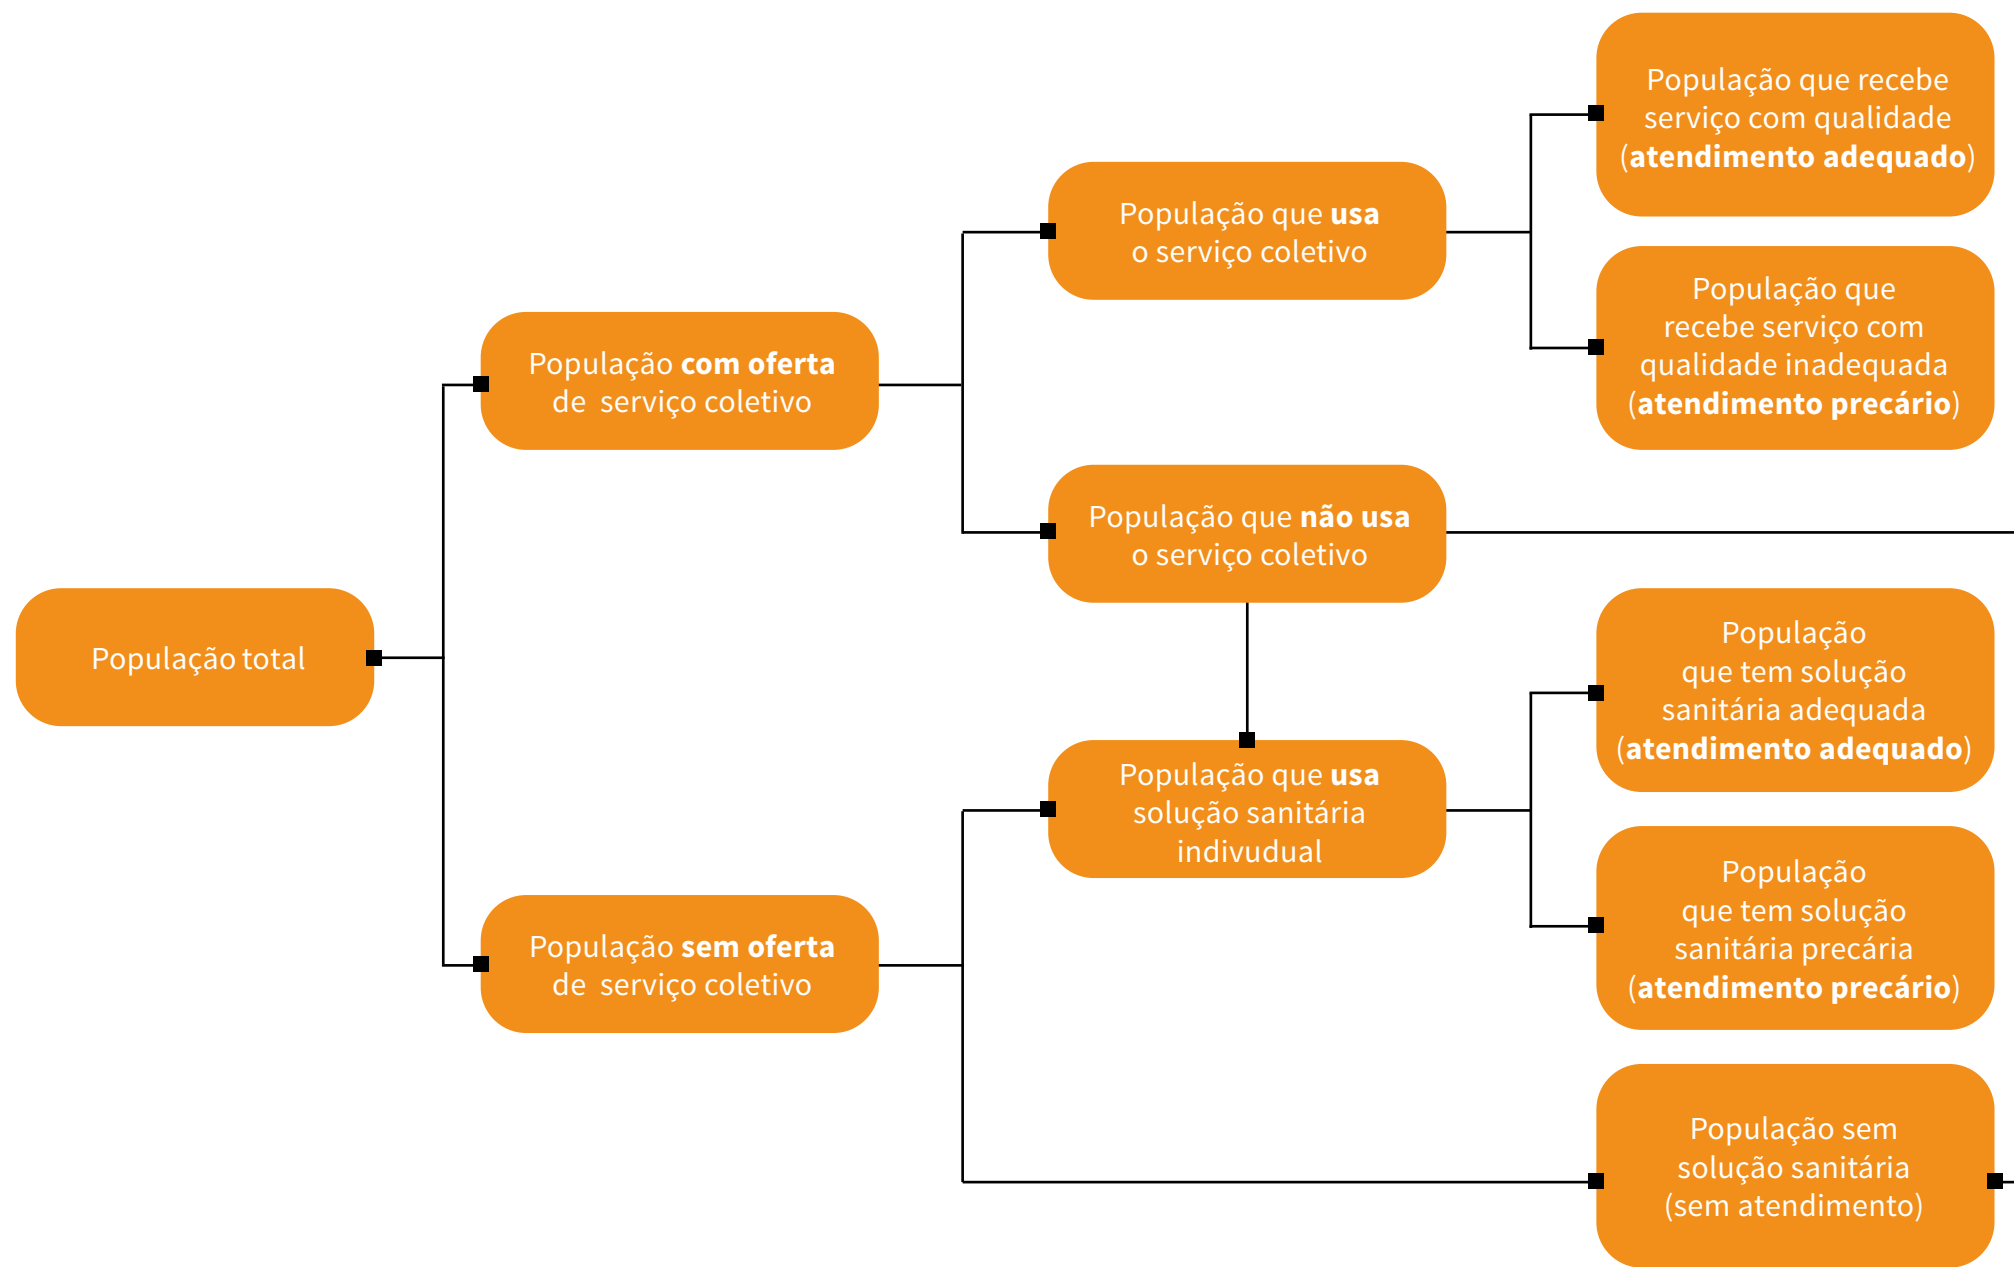 População total
População com oferta
de serviço coletivo
População sem oferta
de serviço coletivo
População que usa
o serviço coletivo
População que não usa
o serviço coletivo
População que usa
solução sanitária
indivudual
População que recebe
serviço com qualidade
(atendimento adequado)
População que
recebe serviço com
qualidade inadequada
(atendimento precário)
População
que tem solução
sanitária adequada
(atendimento adequado)
População
que tem solução
sanitária precária
(atendimento precário)
População sem
solução sanitária
(sem atendimento)